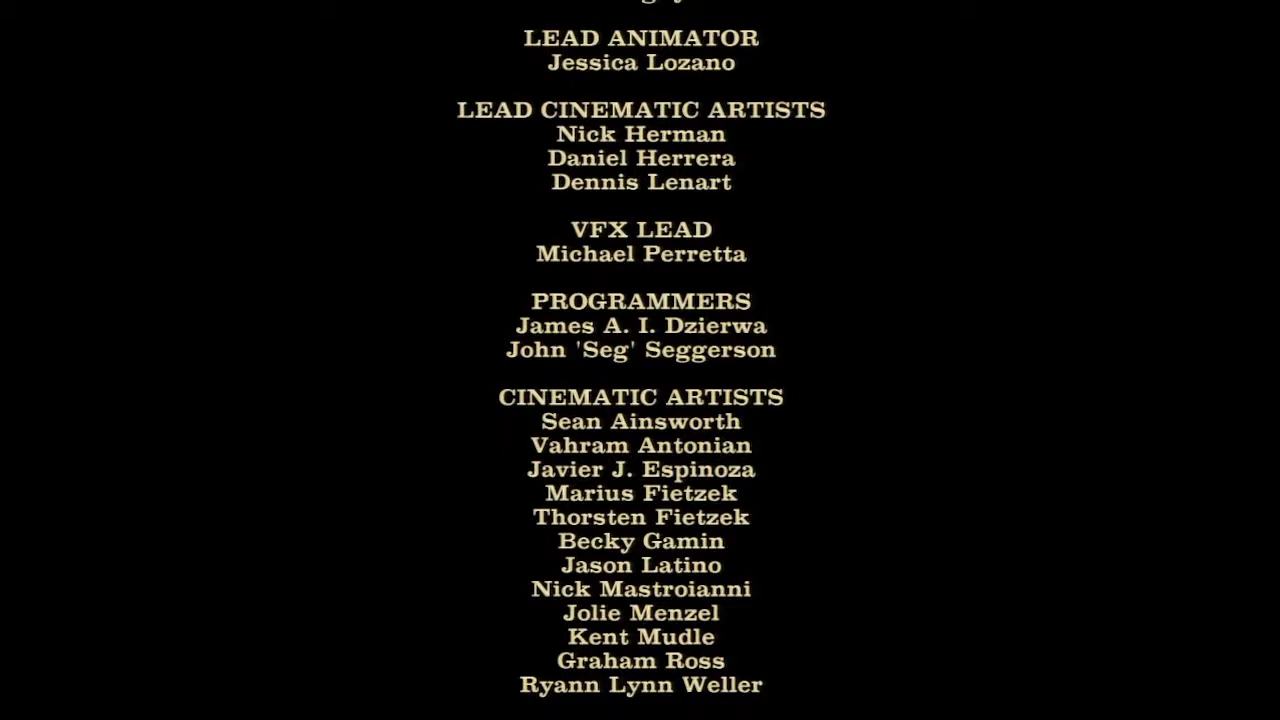 LEAD ANIMATOR
Jessica Lozano
LEAD CINEMATIC ARTISTS
Nick Herman
Daniel Herrera
Dennis Lenart
VFX LEAD
Michael Perretta
PROGRAMMERS
James A. I. Dzierwa
John 'Seg' Seggerson
CINEMATIC ARTISTS
Sean Ainsworth
Vahram Antonian
Javier J. Espinoza
Marius Fietzek
Thorsten Fietzek
Becky Gamin
Jason Latino
Nick Mastroianni
Jolie Menzel
Kent Mudle
Graham Ross
Ryann Lynn Weller